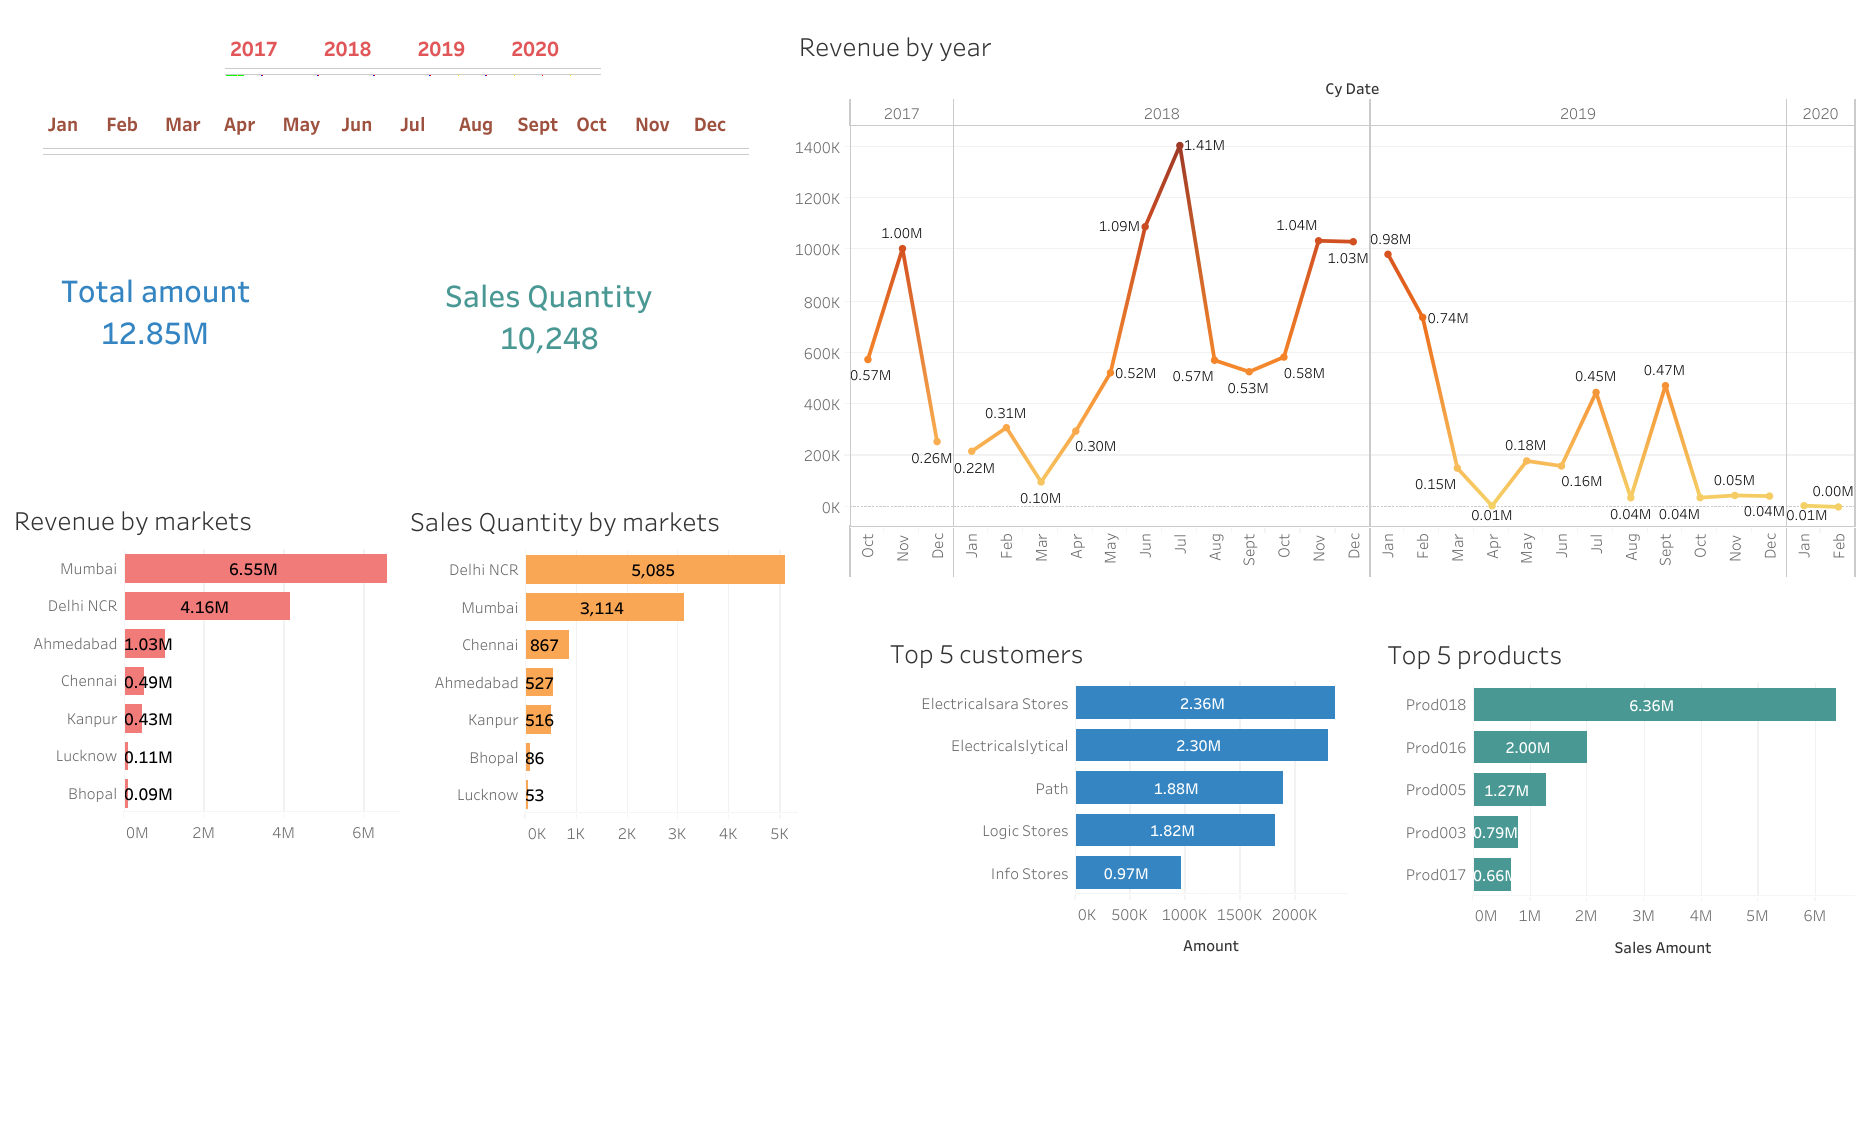 2017 2018 2019 2020
Jan Feb Mar Apr May Jun Jul Aug Sept Oct Nov Dec
Total amount
12.85M
Sales Quantity
10,248
Revenue by year
Cy Date
2017 2018 2019 2020
1400K
1200K
1000K
800K
600K
400K
200K
0K
0.57M
1.00M
0.26M
0.22M
0.31M
0.10M
0.30M
0.52M
1.09M
1.41M
0.57M
0.53M
0.58M
1.04M
1.03M
0.98M
0.74M
0.15M
0.01M
0.18M
0.16M
0.45M
0.04M
0.47M
0.04M
0.05M
0.04M
0.01M
0.00M
Oct Nov Dec Jan Feb Mar Apr May Jun Jul Aug Sept Oct Nov Dec Jan Feb Mar Apr May Jun Jul Aug Sept Oct Nov Dec Jan Feb
Revenue by markets
Mumbai 6.55M
Delhi NCR 4.16M
Ahmedabad 1.03M
Chennai 0.49M
Kanpur 0.43M
Lucknow 0.11M
Bhopal 0.09M
0M 2M 4M 6M
Sales Quantity by markets
Delhi NCR 5,085
Mumbai 3,114
Chennai 867
Ahmedabad 527
Kanpur 516
Bhopal 86
Lucknow 53
0K 1K 2K 3K 4K 5K
Top 5 customers
Electricalsara Stores 2.36M
Electricalslytical 2.30M
Path 1.88M
Logic Stores 1.82M
Info Stores 0.97M
0K 500K 1000K 1500K 2000K
Amount
Top 5 products
Prod018 6.36M
Prod016 2.00M
Prod005 1.27M
Prod003 0.79M
Prod017 0.66M
0M 1M 2M 3M 4M 5M 6M
Sales Amount